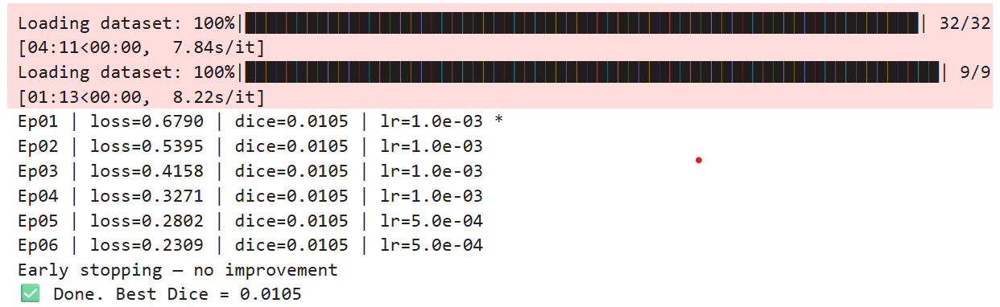 Loading dataset: 100%|██████████| 32/32
[04:11<00:00,  7.84s/it]
Loading dataset: 100%|██████████| 9/9
[01:13<00:00,  8.22s/it]
Ep01 | loss=0.6790 | dice=0.0105 | lr=1.0e-03 *
Ep02 | loss=0.5395 | dice=0.0105 | lr=1.0e-03
Ep03 | loss=0.4158 | dice=0.0105 | lr=1.0e-03
Ep04 | loss=0.3271 | dice=0.0105 | lr=1.0e-03
Ep05 | loss=0.2802 | dice=0.0105 | lr=5.0e-04
Ep06 | loss=0.2309 | dice=0.0105 | lr=5.0e-04
Early stopping — no improvement
✅ Done. Best Dice = 0.0105